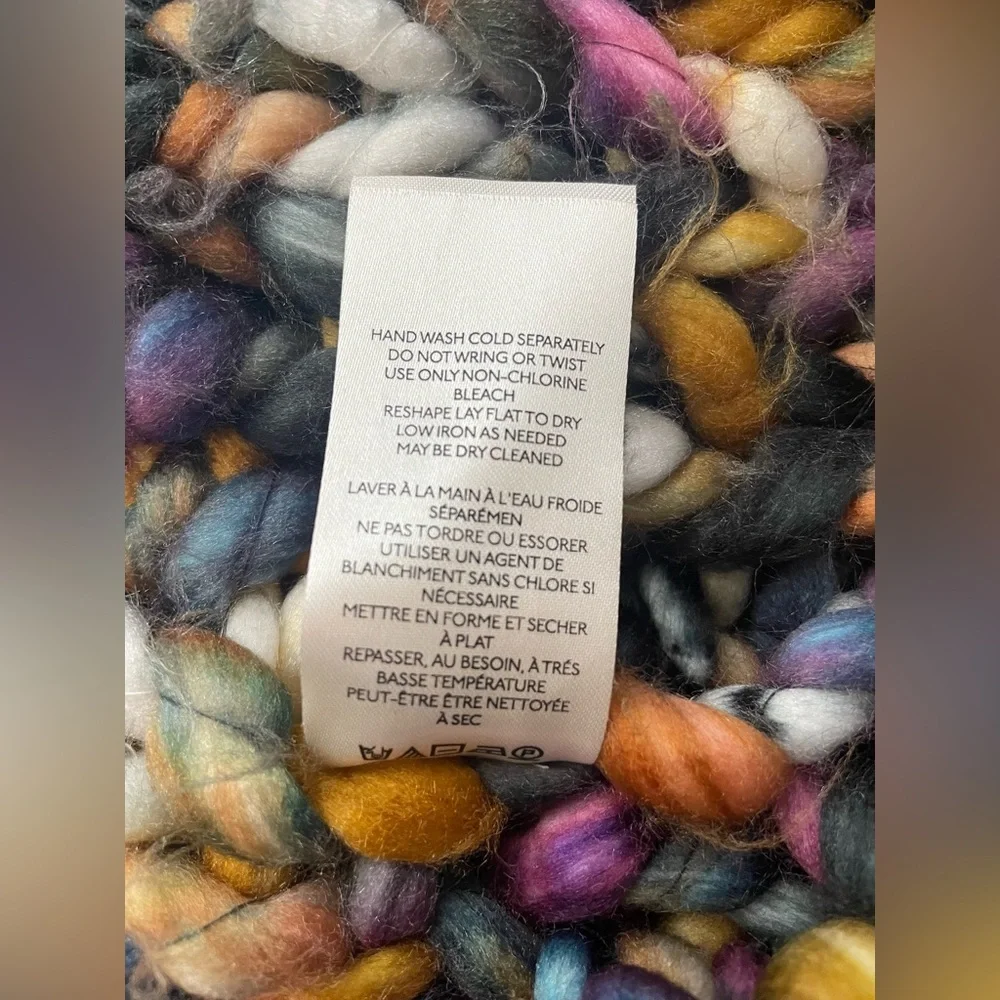 HAND WASH COLD SEPARATELY
DO NOT WRING OR TWIST
USE ONLY NON-CHLORINE
BLEACH
RESHAPE LAY FLAT TO DRY
LOW IRON AS NEEDED
MAY BE DRY CLEANED
LAVER À LA MAIN À L'EAU FROIDE
SÉPARÉMEN
NE PAS TORDRE OU ESSORER
UTILISER UN AGENT DE
BLANCHIMENT SANS CHLORE SI
NÉCESSAIRE
METTRE EN FORME ET SECHER
À PLAT
REPASSER, AU BESOIN, À TRÉS
BASSE TEMPÉRATURE
PEUT-ÊTRE ÊTRE NETTOYÉE
À SEC
P